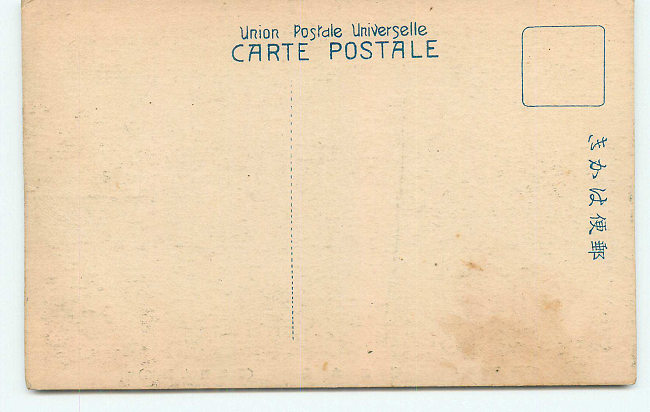 Union Postale Universelle
CARTE POSTALE
郵便はかき